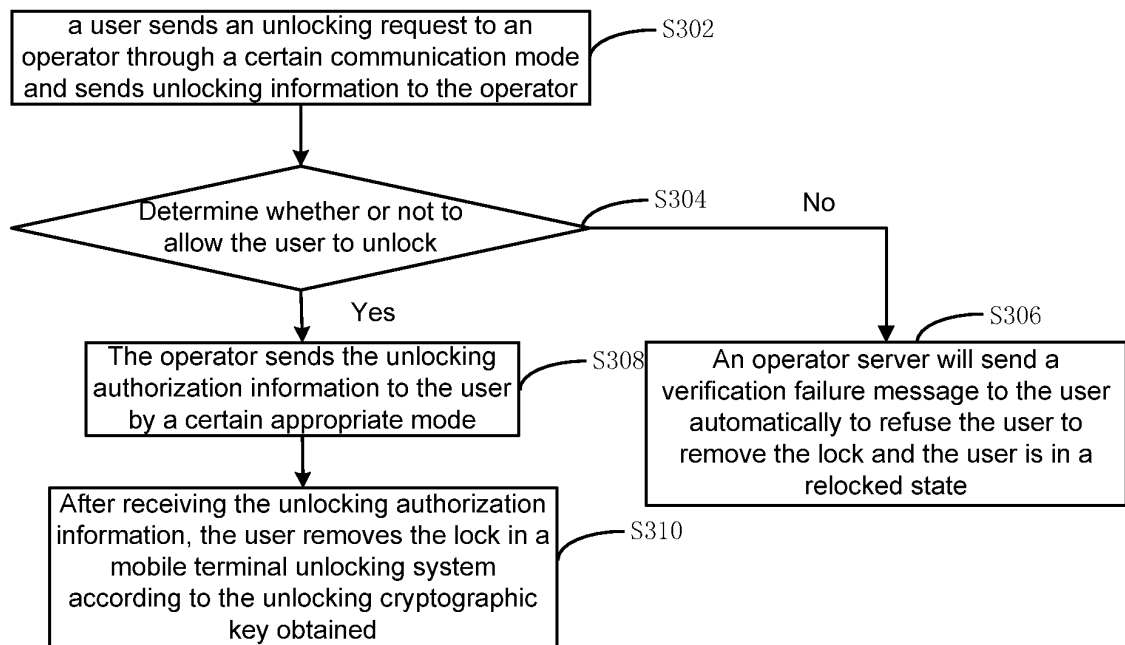 a user sends an unlocking request to an
operator through a certain communication mode
and sends unlocking information to the operator
S302
Determine whether or not to
allow the user to unlock
S304
No
Yes
S306
The operator sends the unlocking
authorization information to the user
by a certain appropriate mode
S308
An operator server will send a
verification failure message to the user
automatically to refuse the user to
remove the lock and the user is in a
relocked state
After receiving the unlocking authorization
information, the user removes the lock in a
mobile terminal unlocking system
according to the unlocking cryptographic
key obtained
S310